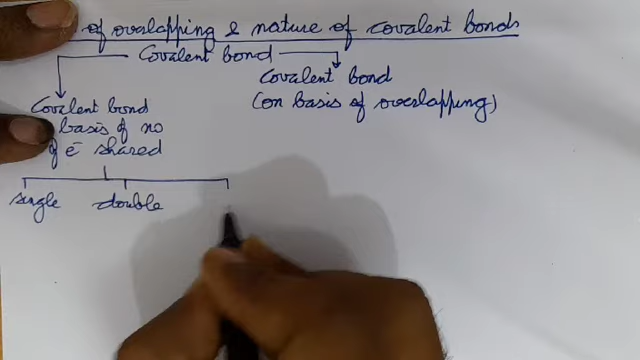 of ovalapping & nature of covalent bonds
Covalent bond
Covalent bond
(on basis of overlapping)
Covalent bond
basis of no
of e⁻ shared
single double